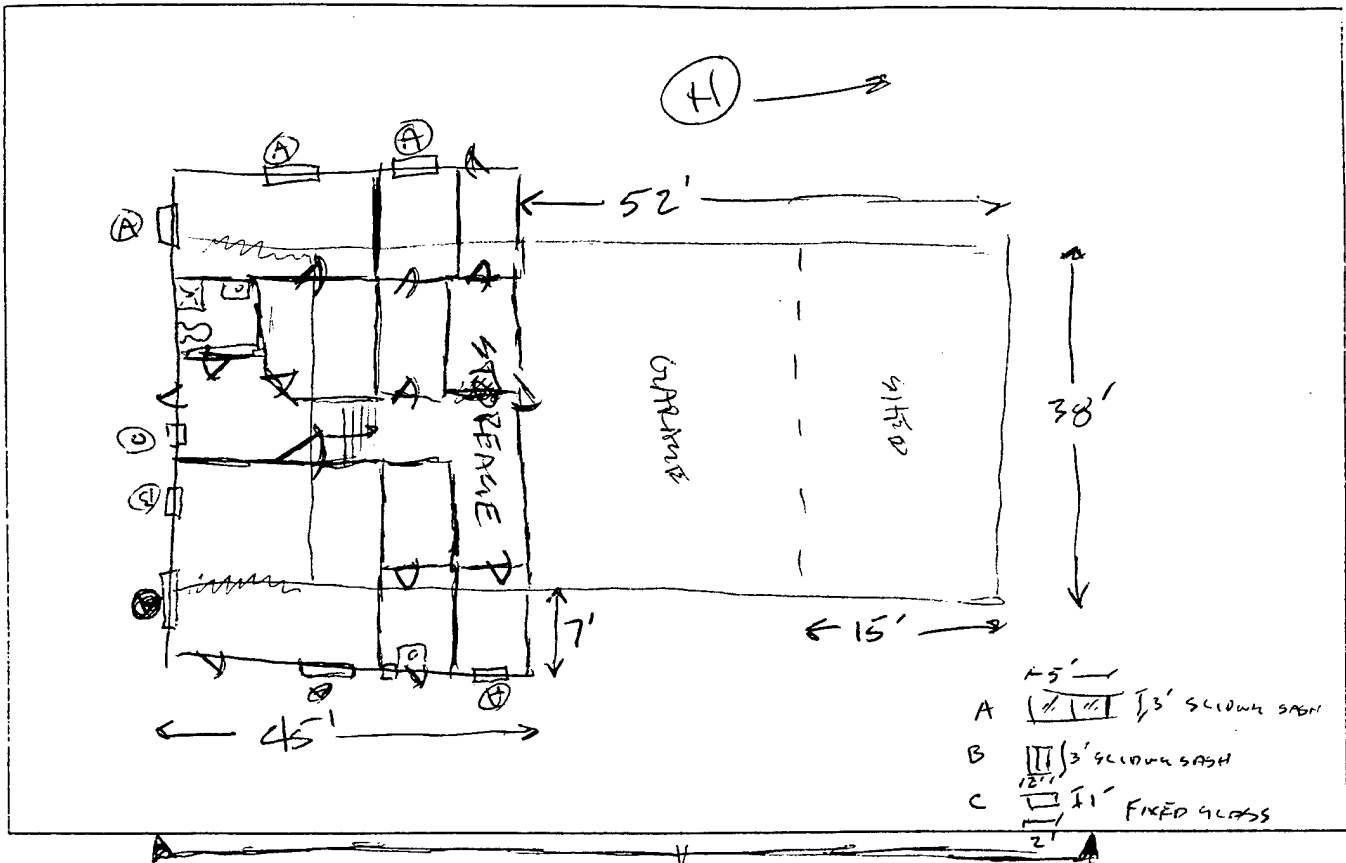 N
A
A
52'
A
STOREAGE
GARAGE
SHED
38'
C
B
7'
15'
A
45'
5'
A 3' SLIDING SASH
B 3' SLIDING SASH
2'
C 1' FIXED GLASS
2'